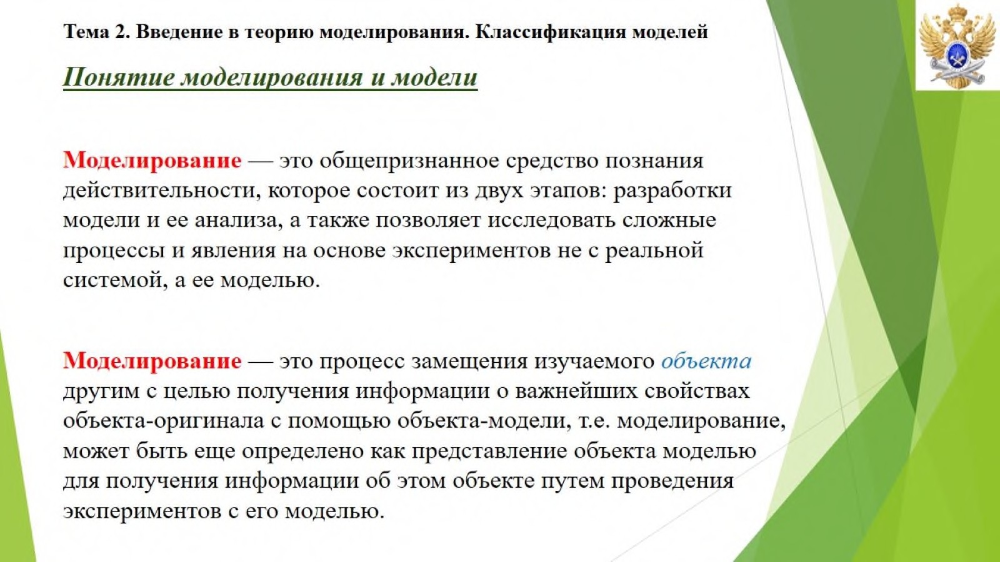 Тема 2. Введение в теорию моделирования. Классификация моделей
Понятие моделирования и модели
Моделирование — это общепризнанное средство познания
действительности, которое состоит из двух этапов: разработки
модели и ее анализа, а также позволяет исследовать сложные
процессы и явления на основе экспериментов не с реальной
системой, а ее моделью.
Моделирование — это процесс замещения изучаемого объекта
другим с целью получения информации о важнейших свойствах
объекта-оригинала с помощью объекта-модели, т.е. моделирование,
может быть еще определено как представление объекта моделью
для получения информации об этом объекте путем проведения
экспериментов с его моделью.